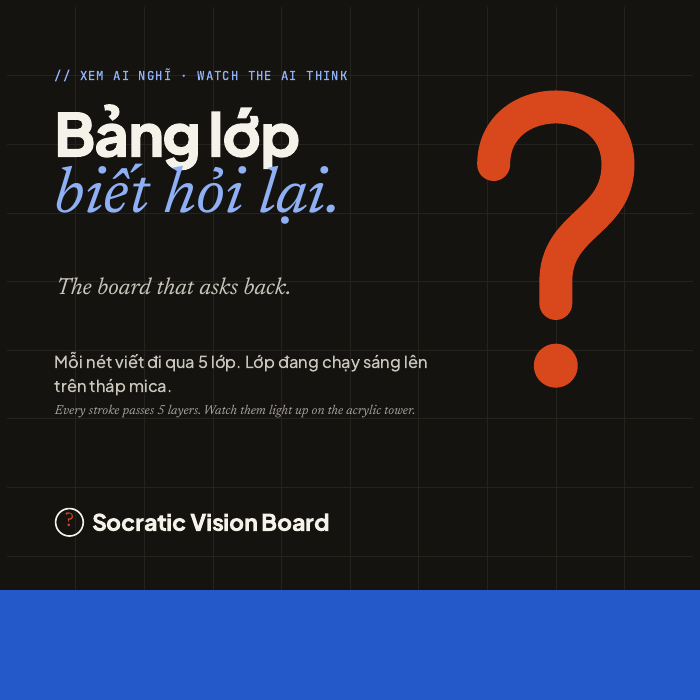 // XEM AI NGHĨ · WATCH THE AI THINK
Bảng lớp
biết hỏi lại.
The board that asks back.
Mỗi nét viết đi qua 5 lớp. Lớp đang chạy sáng lên
trên tháp mica.
Every stroke passes 5 layers. Watch them light up on the acrylic tower.
? Socratic Vision Board
?